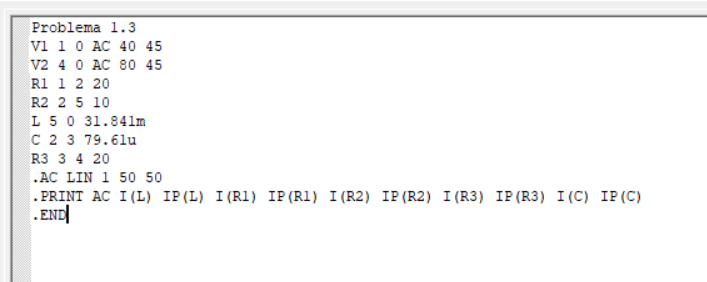 Problema 1.3
V1 1 0 AC 40 45
V2 4 0 AC 80 45
R1 1 2 20
R2 2 5 10
L 5 0 31.841m
C 2 3 79.61u
R3 3 4 20
.AC LIN 1 50 50
.PRINT AC I(L) IP(L) I(R1) IP(R1) I(R2) IP(R2) I(R3) IP(R3) I(C) IP(C)
.END